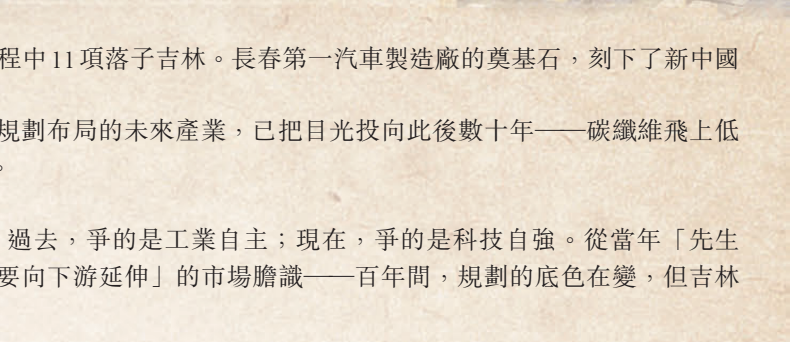 程中11項落子吉林。長春第一汽車製造廠的奠基石，刻下了新中國
規劃布局的未來產業，已把目光投向此後數十年——碳纖維飛上低
。
過去，爭的是工業自主；現在，爭的是科技自強。從當年「先生
要向下游延伸」的市場膽識——百年間，規劃的底色在變，但吉林